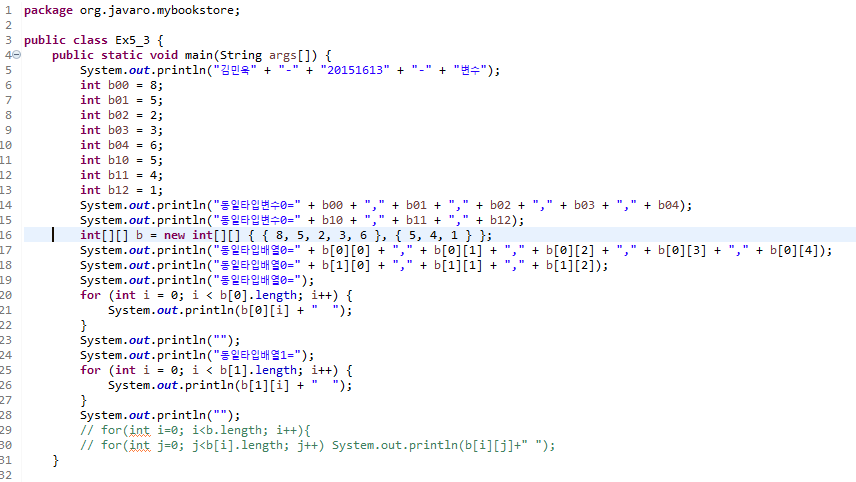 1 package org.javaro.mybookstore;
2
3 public class Ex5_3 {
4 public static void main(String args[]) {
5 System.out.println("김민욱" + "-" + "20151613" + "-" + "변수");
6 int b00 = 8;
7 int b01 = 5;
8 int b02 = 2;
9 int b03 = 3;
10 int b04 = 6;
11 int b10 = 5;
12 int b11 = 4;
13 int b12 = 1;
14 System.out.println("동일타입변수0=" + b00 + "," + b01 + "," + b02 + "," + b03 + "," + b04);
15 System.out.println("동일타입변수0=" + b10 + "," + b11 + "," + b12);
16 int[][] b = new int[][] { { 8, 5, 2, 3, 6 }, { 5, 4, 1 } };
17 System.out.println("동일타입배열0=" + b[0][0] + "," + b[0][1] + "," + b[0][2] + "," + b[0][3] + "," + b[0][4]);
18 System.out.println("동일타입배열0=" + b[1][0] + "," + b[1][1] + "," + b[1][2]);
19 System.out.println("동일타입배열0=");
20 for (int i = 0; i < b[0].length; i++) {
21 System.out.println(b[0][i] + "  ");
22 }
23 System.out.println("");
24 System.out.println("동일타입배열1=");
25 for (int i = 0; i < b[1].length; i++) {
26 System.out.println(b[1][i] + "  ");
27 }
28 System.out.println("");
29 // for(int i=0; i<b.length; i++){
30 // for(int j=0; j<b[i].length; j++) System.out.println(b[i][j]+" ");
31 }
32